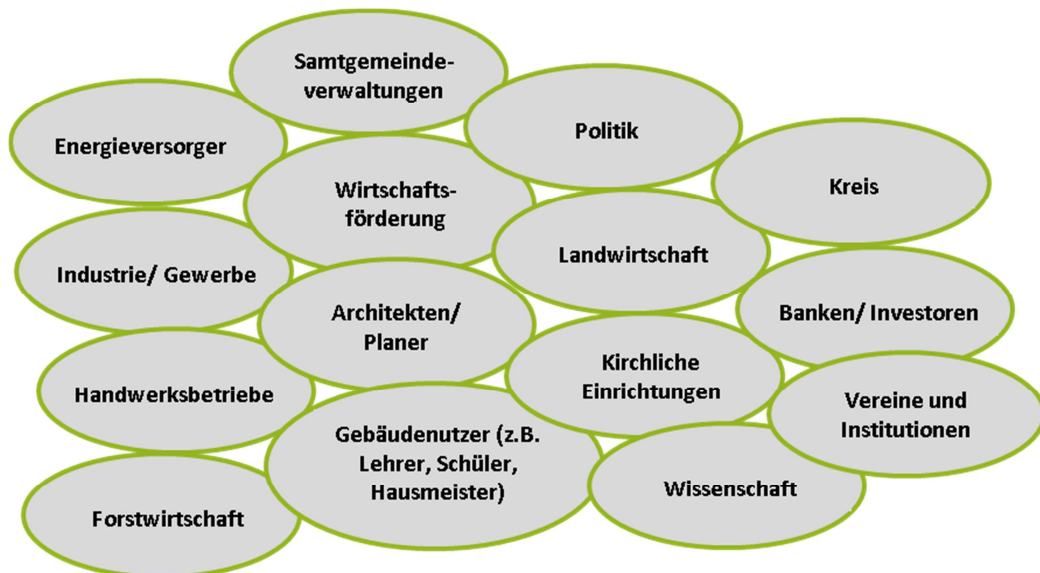 Samtgemeinde-
verwaltungen
Politik
Energieversorger
Kreis
Wirtschafts-
förderung
Landwirtschaft
Industrie/ Gewerbe
Banken/ Investoren
Architekten/
Planer
Kirchliche
Einrichtungen
Handwerksbetriebe
Vereine und
Institutionen
Gebäudenutzer (z.B.
Lehrer, Schüler,
Hausmeister)
Wissenschaft
Forstwirtschaft